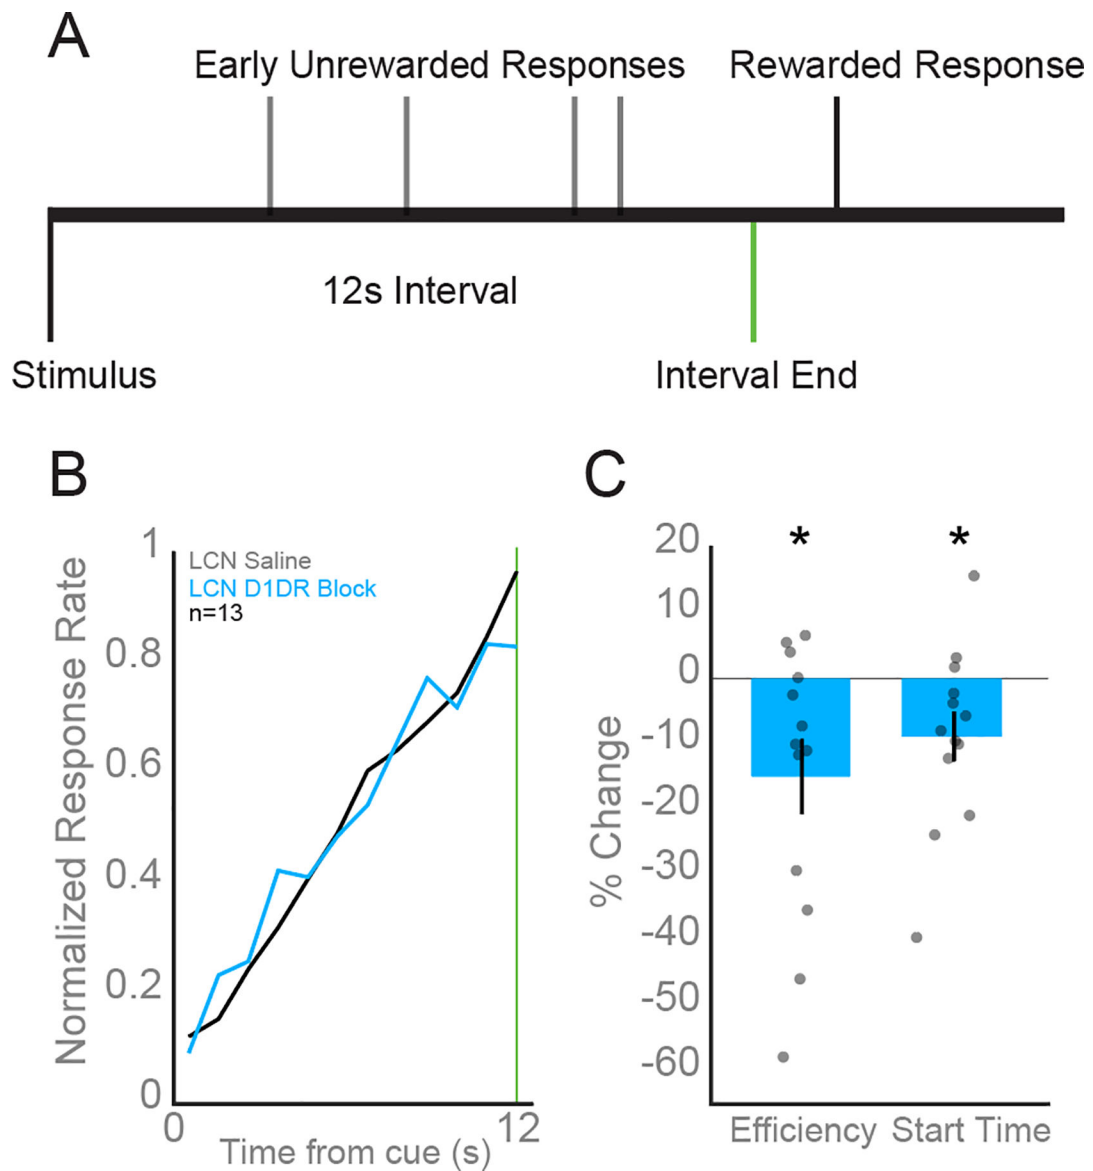 A
Early Unrewarded Responses
Rewarded Response
12s Interval
Stimulus
Interval End
B
Normalized Response Rate
1
0.8
0.6
0.4
0.2
0
LCN Saline
LCN D1DR Block
n=13
0
12
Time from cue (s)
C
% Change
*
*
20
10
0
-10
-20
-30
-40
-50
-60
Efficiency
Start Time